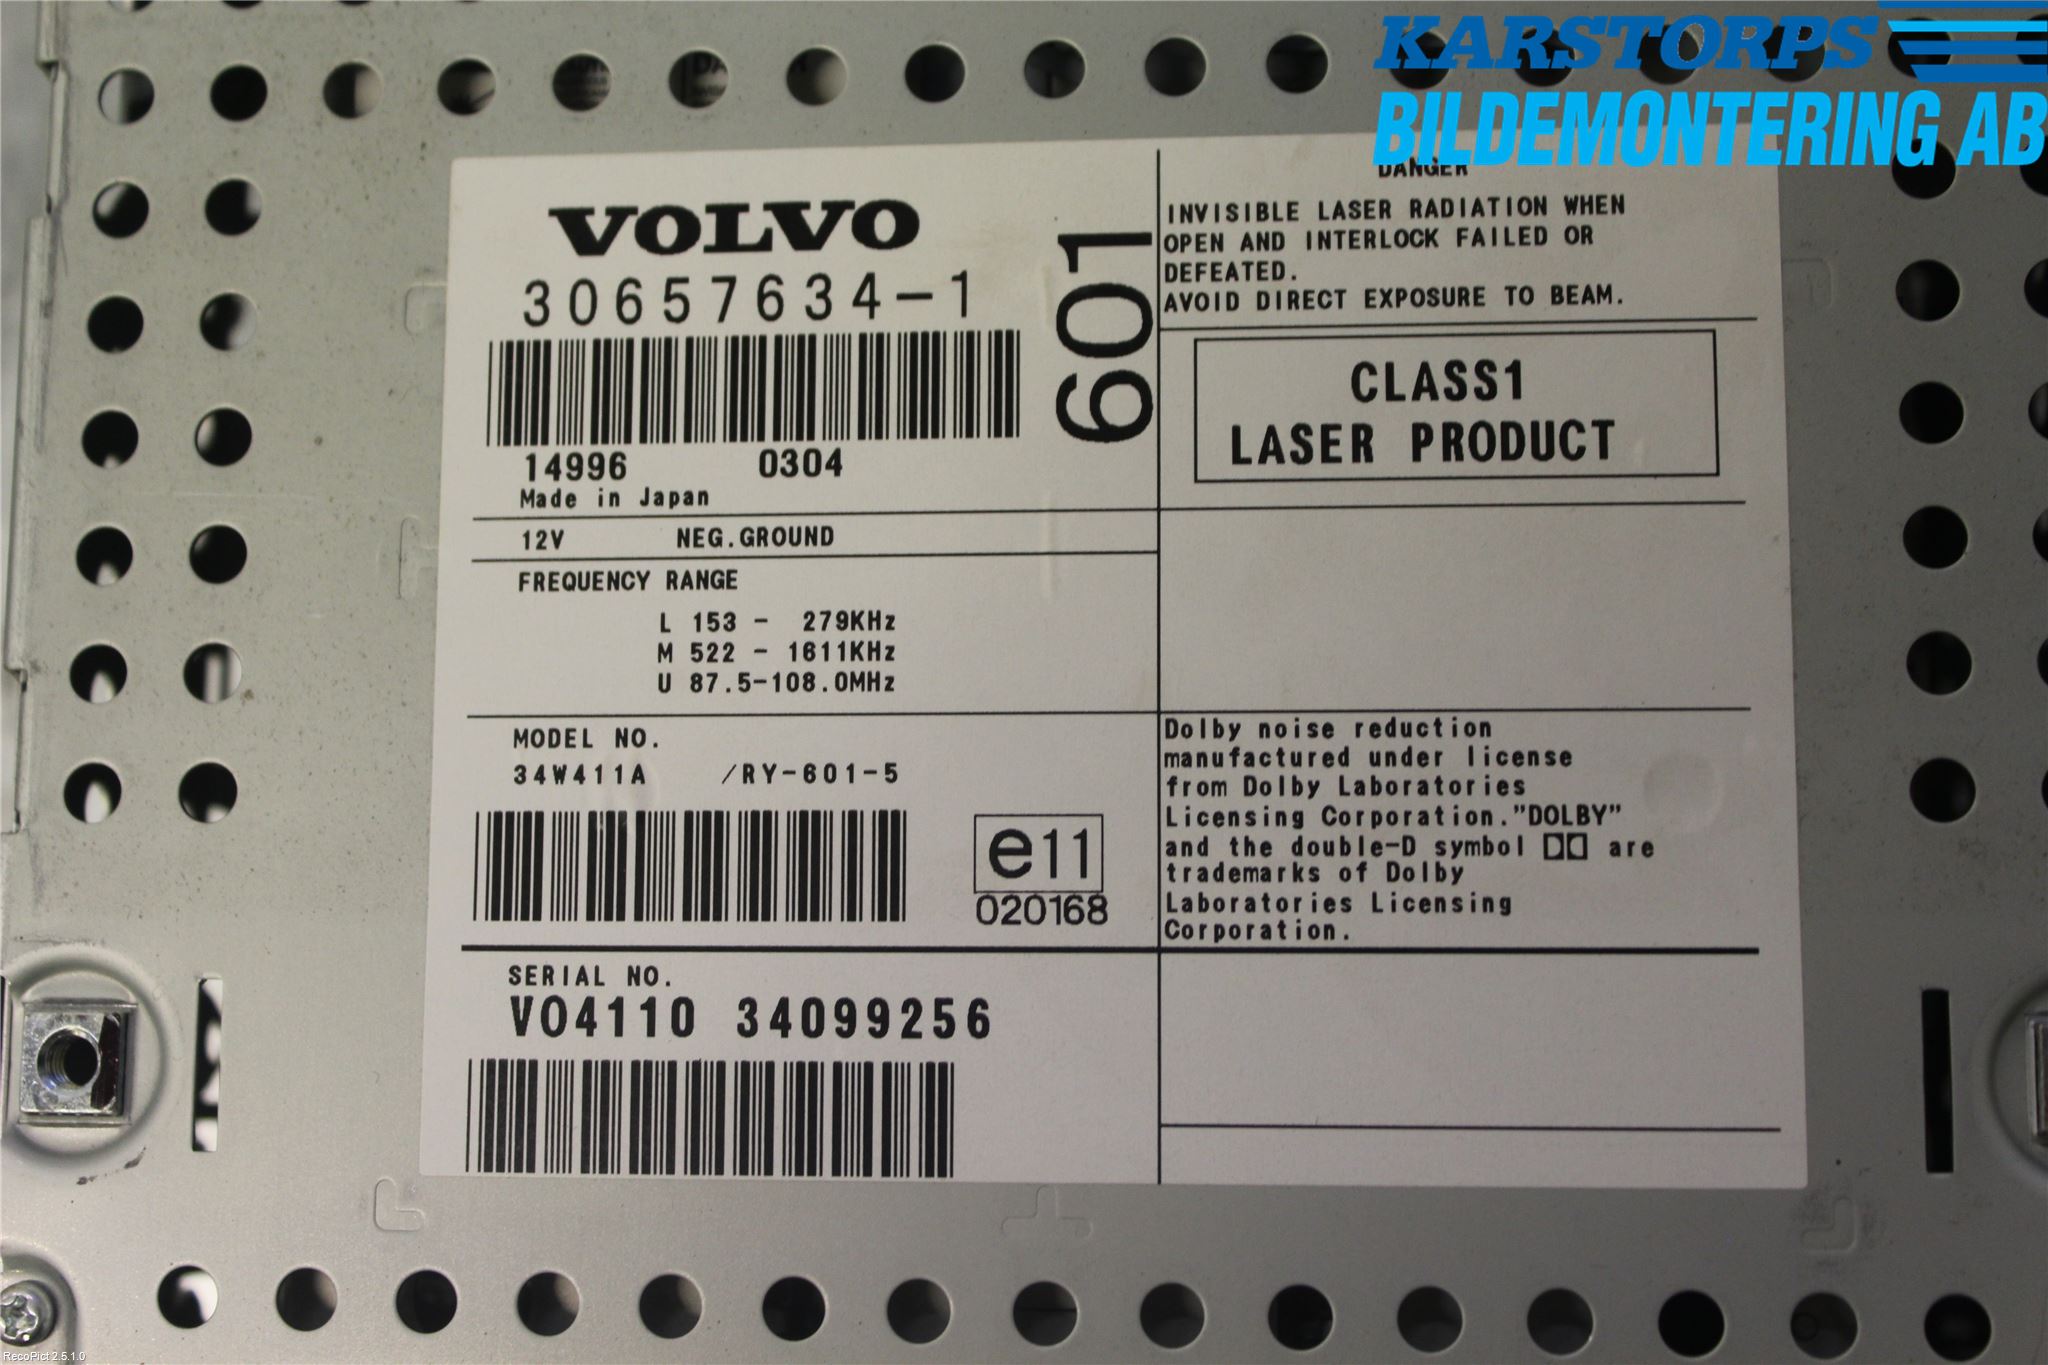 KARSTORPS
BILDEMONTERING AB
VOLVO
30657634-1
14996 0304
Made in Japan
601
12V NEG.GROUND
FREQUENCY RANGE
L 153 - 279KHz
M 522 - 1611KHz
U 87.5-108.0MHz
MODEL NO.
34W411A /RY-601-5
e11
020168
SERIAL NO.
VO4110 34099256
DANGER
INVISIBLE LASER RADIATION WHEN
OPEN AND INTERLOCK FAILED OR
DEFEATED.
AVOID DIRECT EXPOSURE TO BEAM.
CLASS1
LASER PRODUCT
Dolby noise reduction
manufactured under license
from Dolby Laboratories
Licensing Corporation."DOLBY"
and the double-D symbol are
trademarks of Dolby
Laboratories Licensing
Corporation.
RecoPict 2.5.1.0